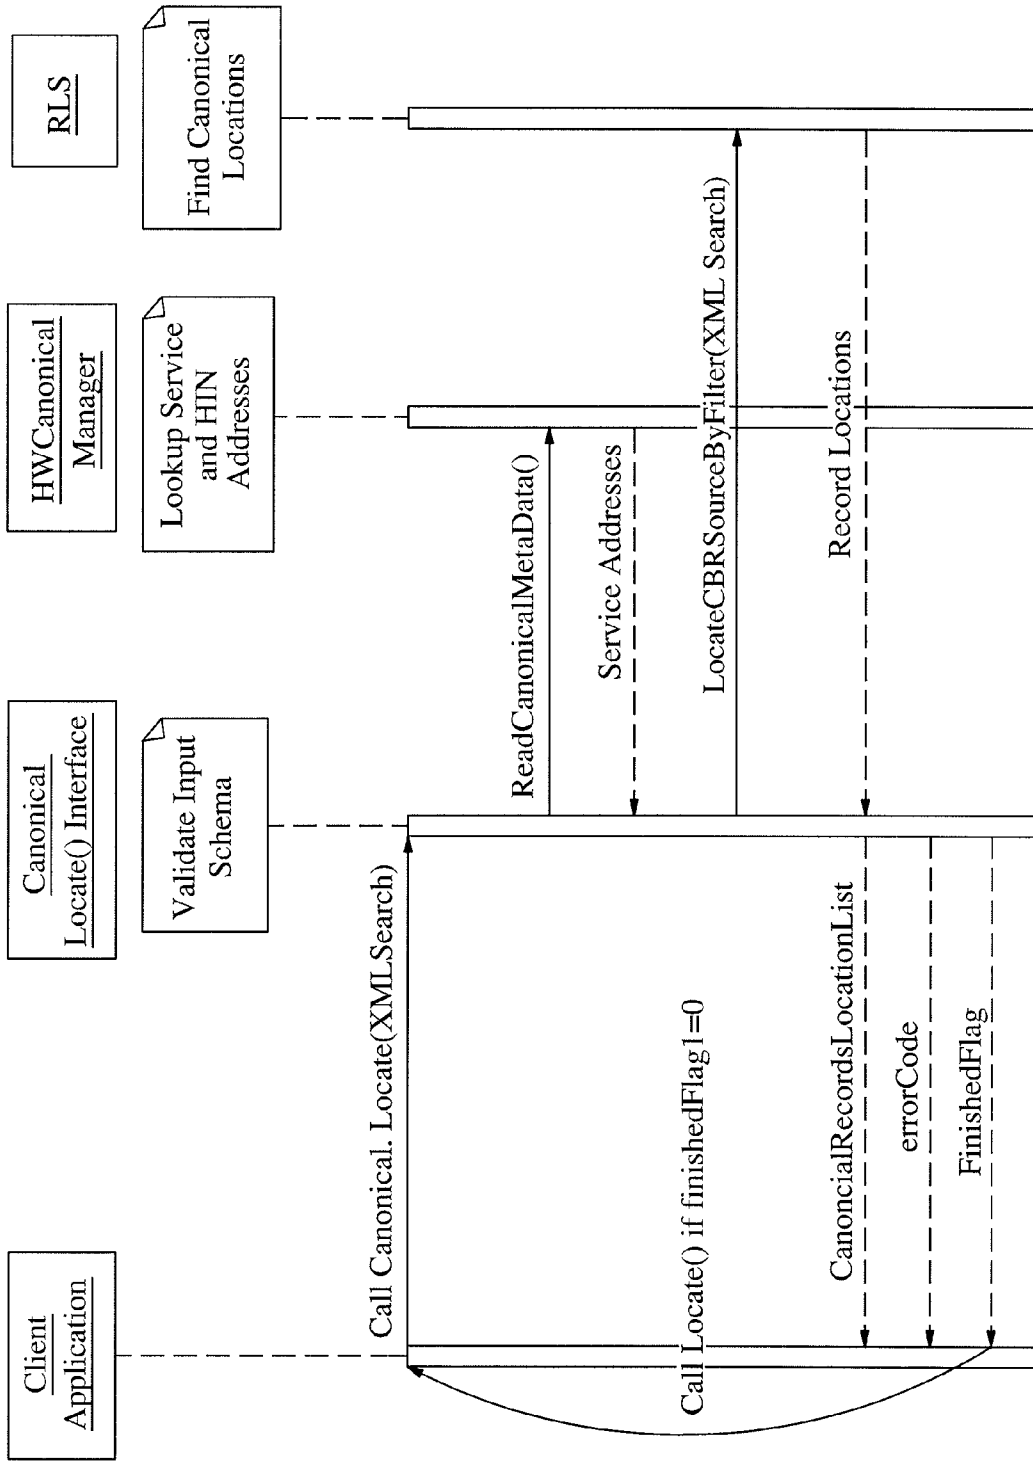 Client
Application
Canonical
Locate() Interface
HWCanonical
Manager
RLS
Validate Input
Schema
Lookup Service
and HIN
Addresses
Find Canonical
Locations
Call Canonical. Locate(XMLSearch)
ReadCanonicalMetaData()
Service Addresses
Call Locate() if finishedFlag1=0
LocateCBRSourceByFilter(XML Search)
CanoncialRecordsLocationList
Record Locations
errorCode
FinishedFlag